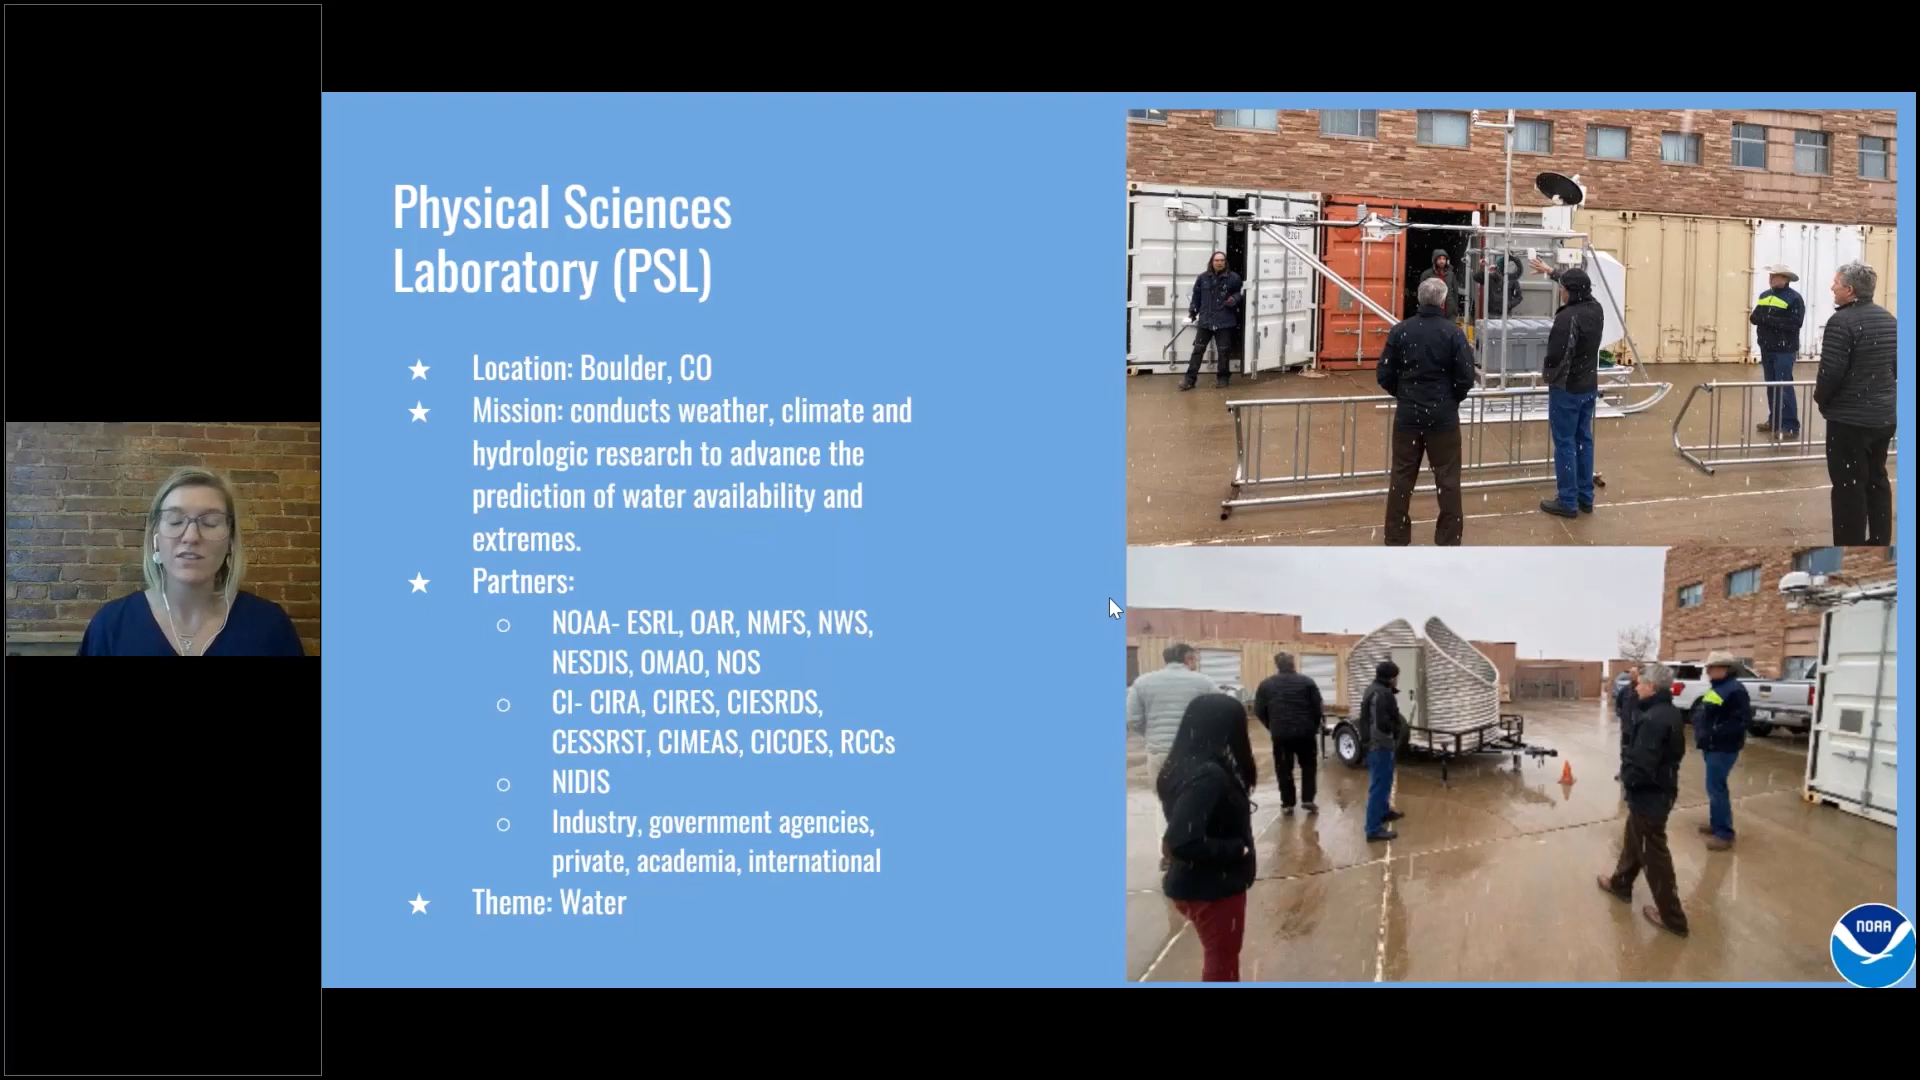 Physical Sciences
Laboratory (PSL)
★ Location: Boulder, CO
★ Mission: conducts weather, climate and
hydrologic research to advance the
prediction of water availability and
extremes.
★ Partners:
○ NOAA- ESRL, OAR, NMFS, NWS,
NESDIS, OMAO, NOS
○ CI- CIRA, CIRES, CIESRDS,
CESSRST, CIMEAS, CICOES, RCCs
○ NIDIS
○ Industry, government agencies,
private, academia, international
★ Theme: Water
NOAA